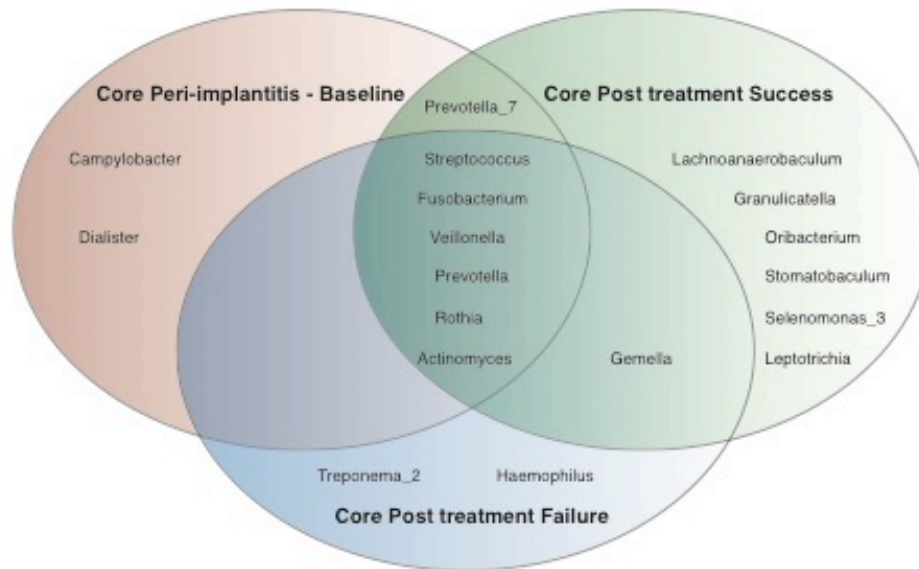 Core Peri-implantitis - Baseline
Core Post treatment Success
Prevotella_7
Campylobacter
Streptococcus
Lachnoanaerobaculum
Fusobacterium
Granulicatella
Dialister
Veillonella
Oribacterium
Prevotella
Stomatobaculum
Rothia
Selenomonas_3
Actinomyces
Gemella
Leptotrichia
Treponema_2
Haemophilus
Core Post treatment Failure